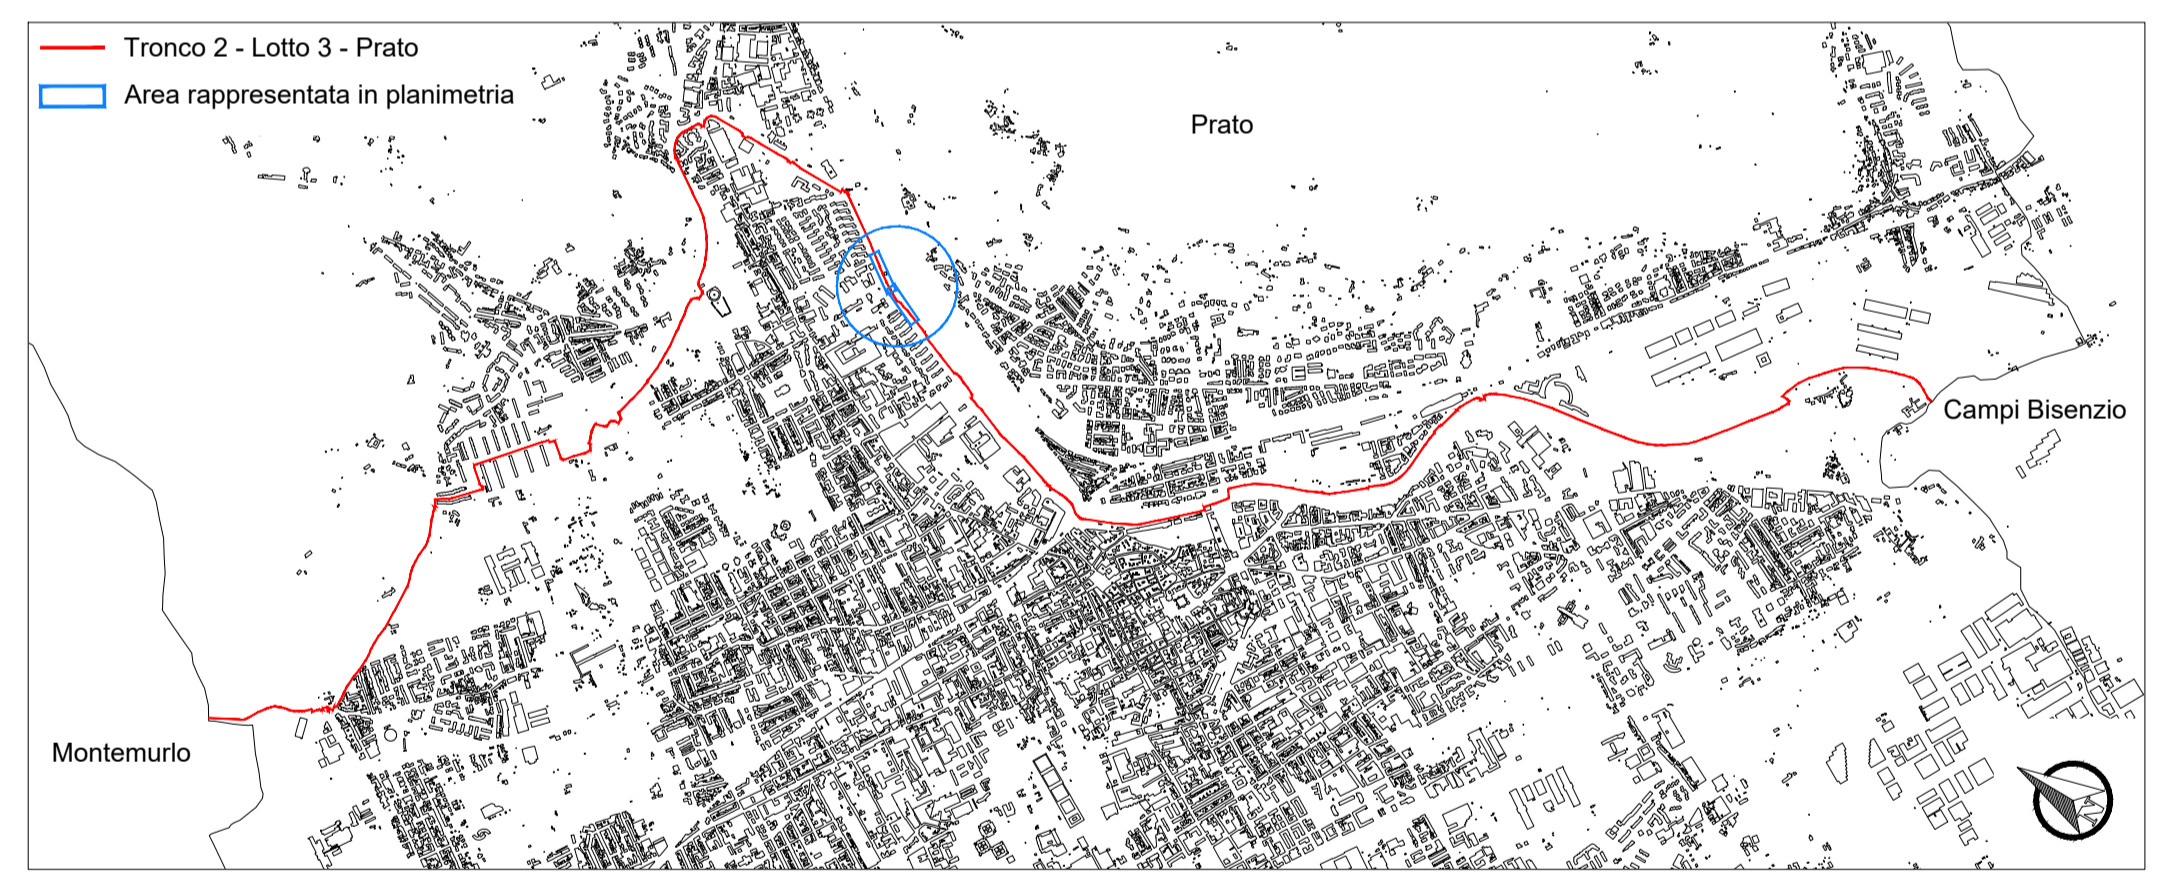 Tronco 2 - Lotto 3 - Prato
Area rappresentata in planimetria
Prato
Campi Bisenzio
Montemurlo
N